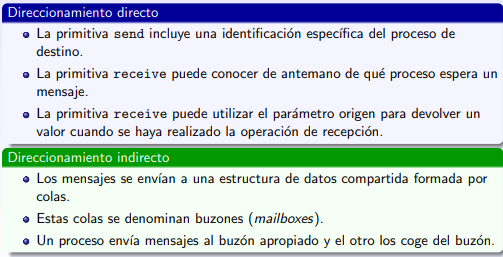 Direccionamiento directo
La primitiva send incluye una identificación específica del proceso de
destino.
La primitiva receive puede conocer de antemano de qué proceso espera un
mensaje.
La primitiva receive puede utilizar el parámetro origen para devolver un
valor cuando se haya realizado la operación de recepción.
Direccionamiento indirecto
Los mensajes se envían a una estructura de datos compartida formada por
colas.
Estas colas se denominan buzones (mailboxes).
Un proceso envía mensajes al buzón apropiado y el otro los coge del buzón.